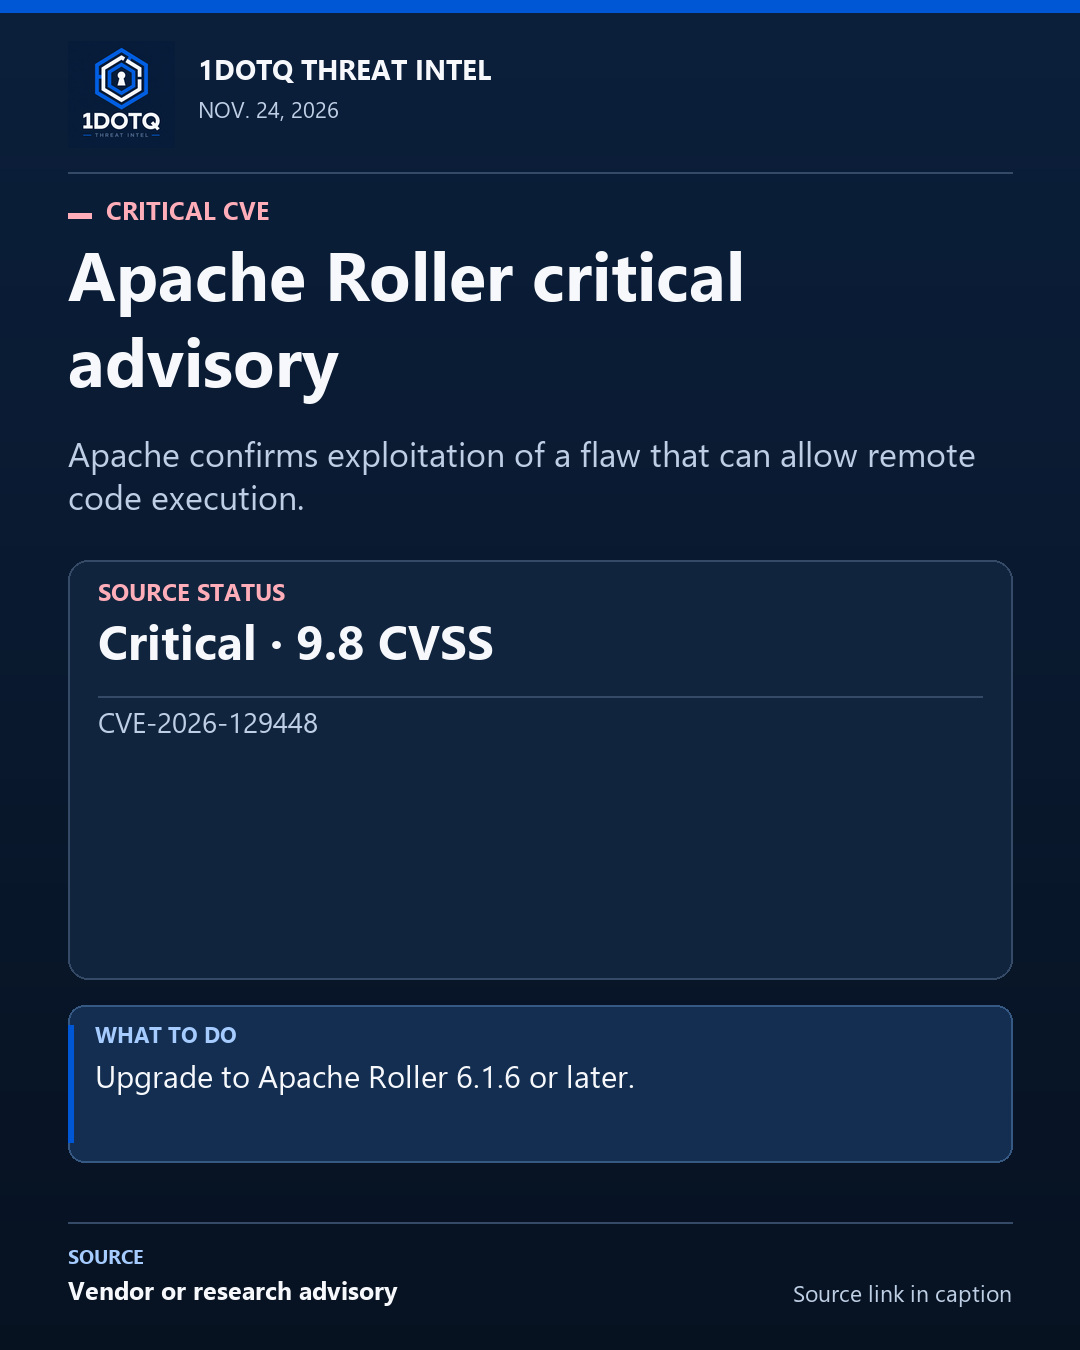 1DOTQ
THREAT INTEL
1DOTQ THREAT INTEL
NOV. 24, 2026
CRITICAL CVE
Apache Roller critical
advisory
Apache confirms exploitation of a flaw that can allow remote
code execution.
SOURCE STATUS
Critical · 9.8 CVSS
CVE-2026-129448
WHAT TO DO
Upgrade to Apache Roller 6.1.6 or later.
SOURCE
Vendor or research advisory
Source link in caption